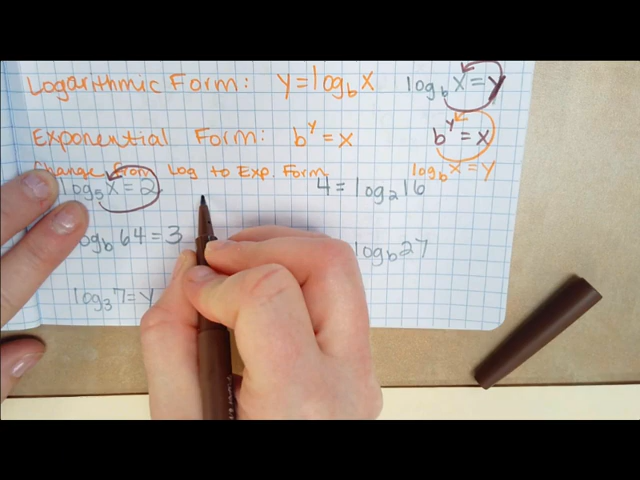 Logarithmic Form: y = log_b x log_b x = y
Exponential Form: b^y = x b^y = x
Change from Log to Exp. Form log_b x = y
log_5 x = 2 4 = log_2 16
log_b 64 = 3 log_b 27
log_3 7 = y